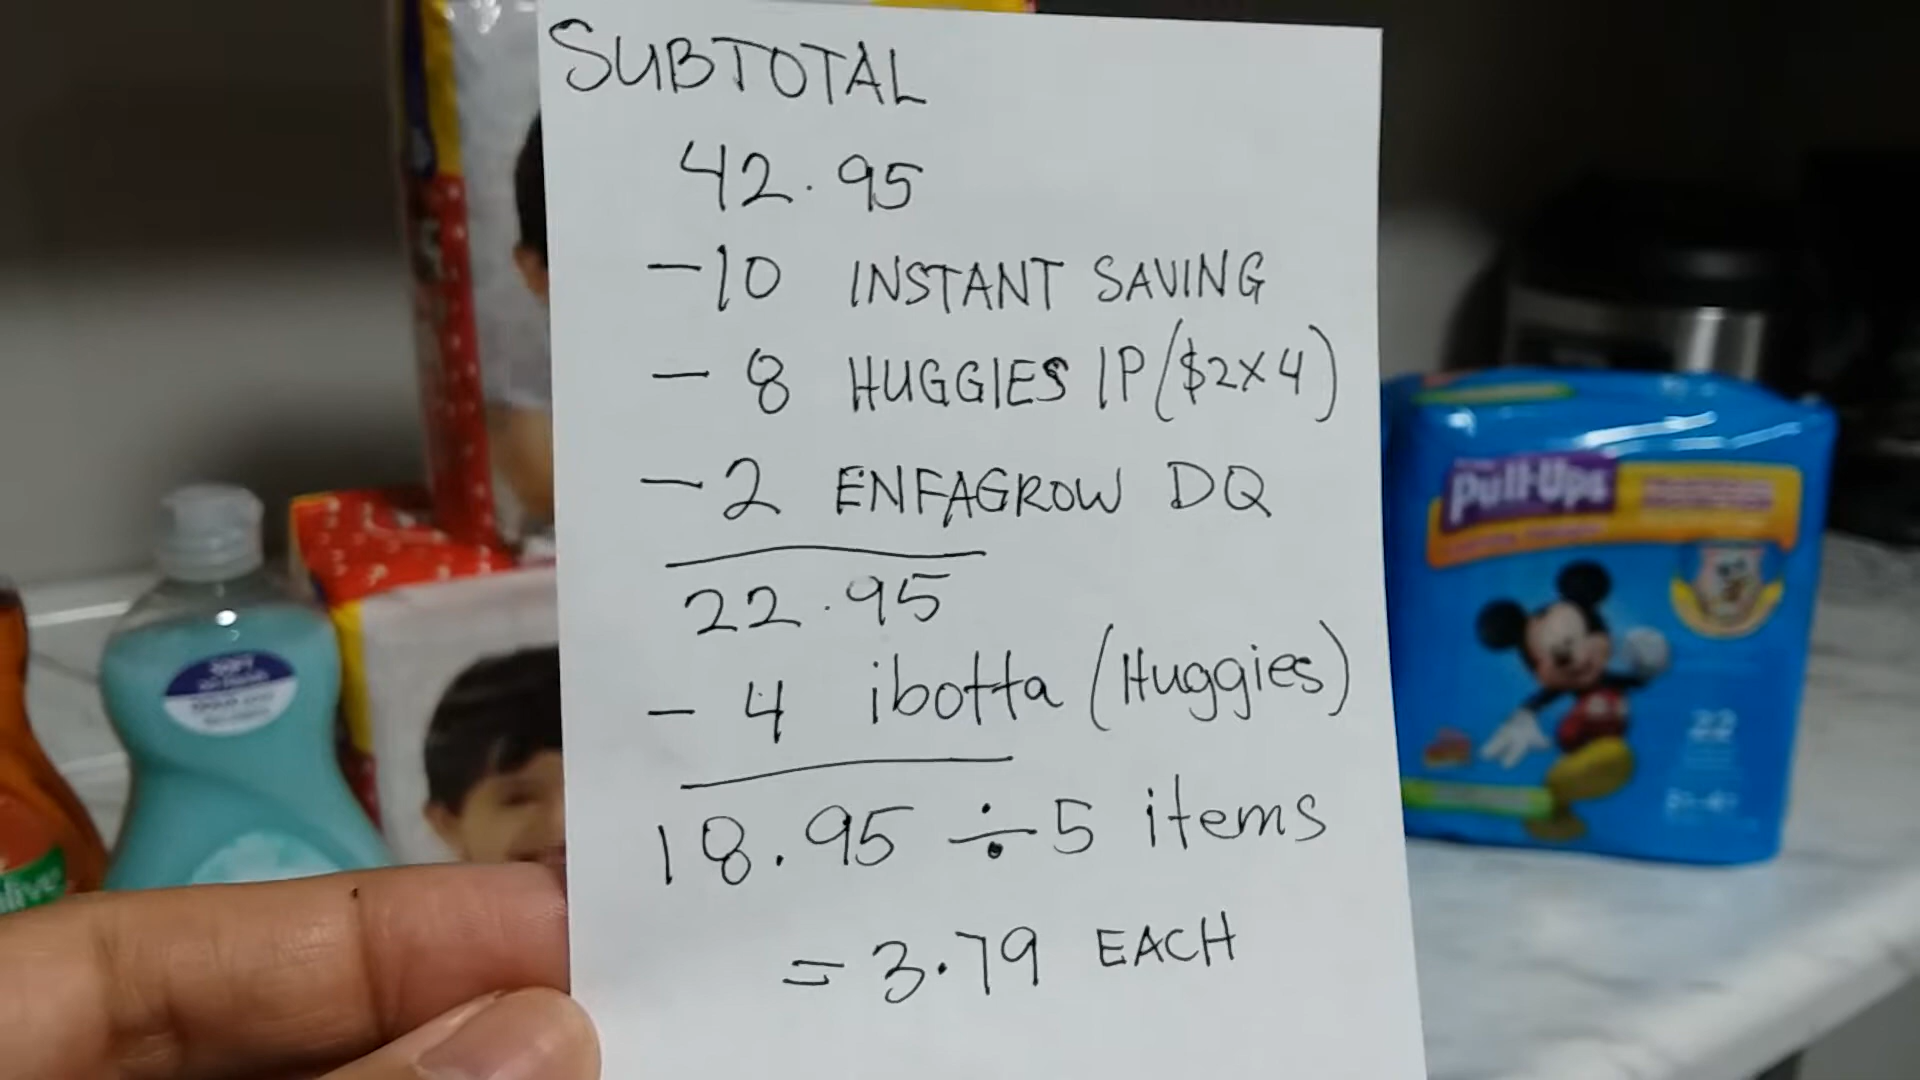 SUBTOTAL
42.95
-10 INSTANT SAVING
- 8 HUGGIES IP ($2x4)
- 2 ENFAGROW DQ
22.95
- 4 ibotta (Huggies)
18.95 ÷ 5 items
= 3.79 EACH
Pull-Ups
22